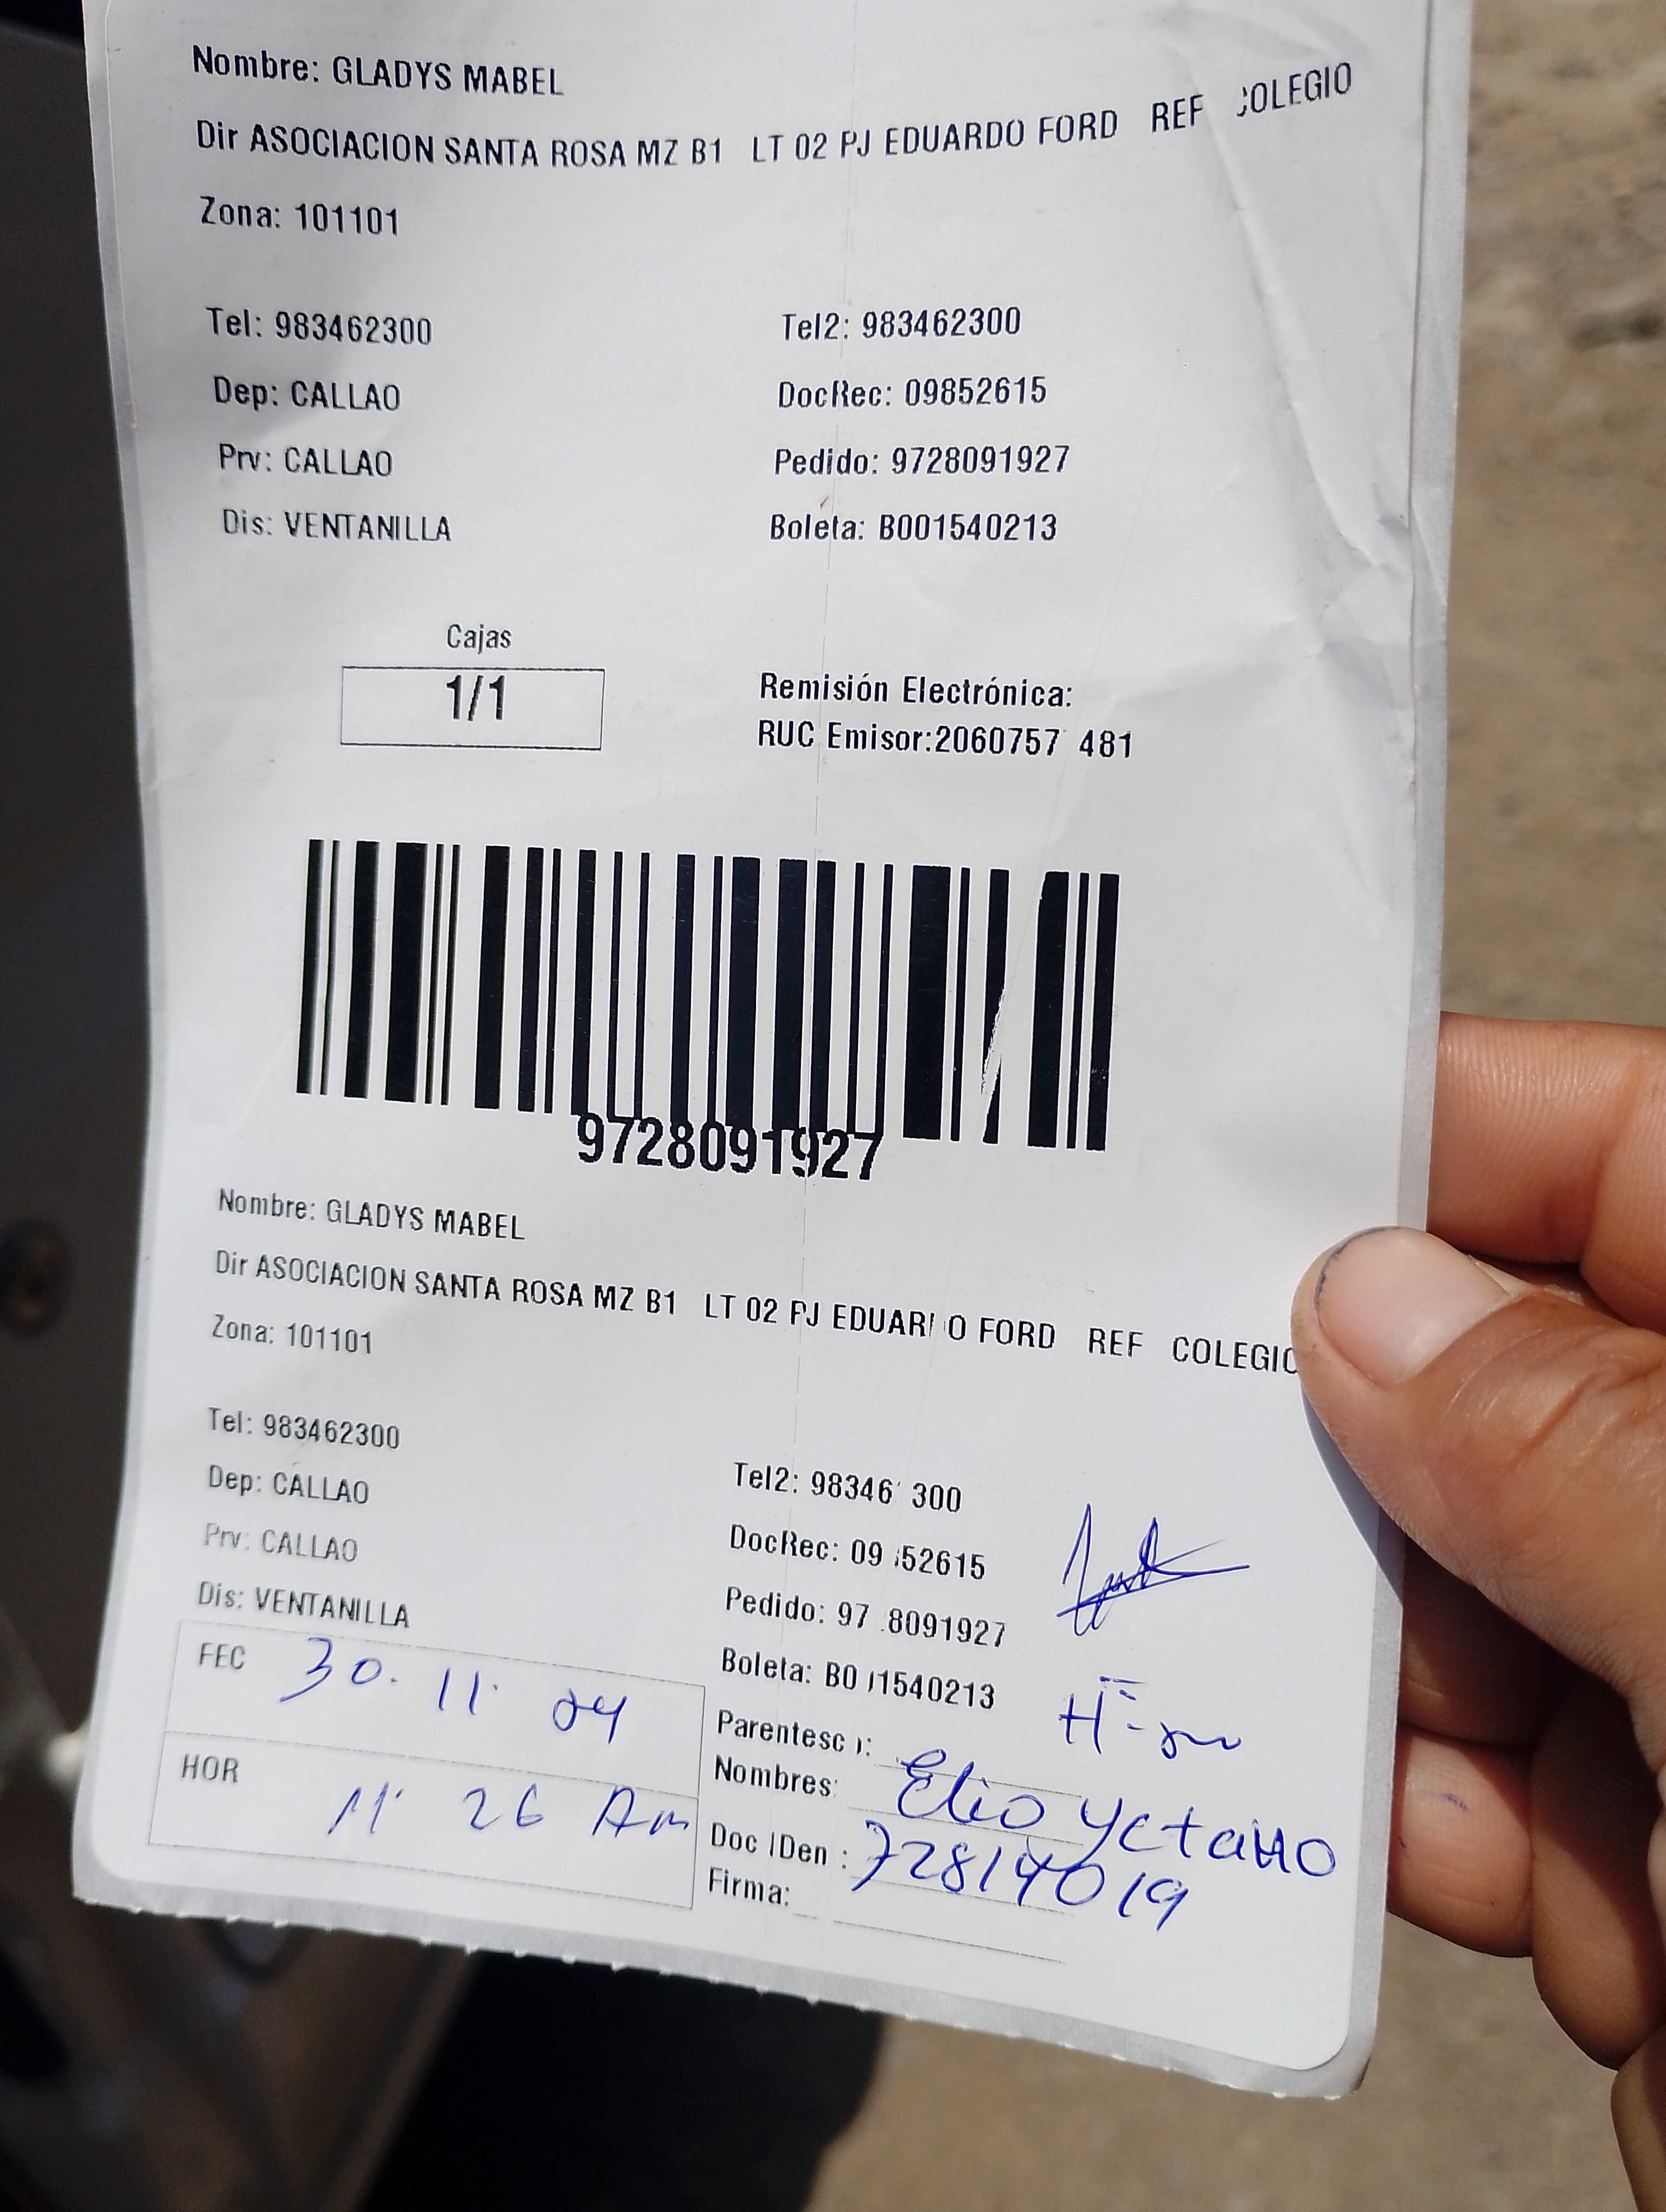 Nombre: GLADYS MABEL
Dir ASOCIACION SANTA ROSA MZ B1 LT 02 PJ EDUARDO FORD REF COLEGIO
Zona: 101101
Tel: 983462300 Tel2: 983462300
Dep: CALLAO DocRec: 09852615
Prv: CALLAO Pedido: 9728091927
Dis: VENTANILLA Boleta: B001540213
Cajas
1/1
Remisión Electrónica:
RUC Emisor:2060757 481
9728091927
Nombre: GLADYS MABEL
Dir ASOCIACION SANTA ROSA MZ B1 LT 02 PJ EDUARDO FORD REF COLEGIO
Zona: 101101
Tel: 983462300 Tel2: 98346 300
Dep: CALLAO DocRec: 09 52615
Prv: CALLAO Pedido: 97 8091927
Dis: VENTANILLA Boleta: B0 1540213
FEC 30. 11. 24
HOR 11 26 Am
Parentesco:
Nombres: Elio
Doc IDen : 72814019
Firma: